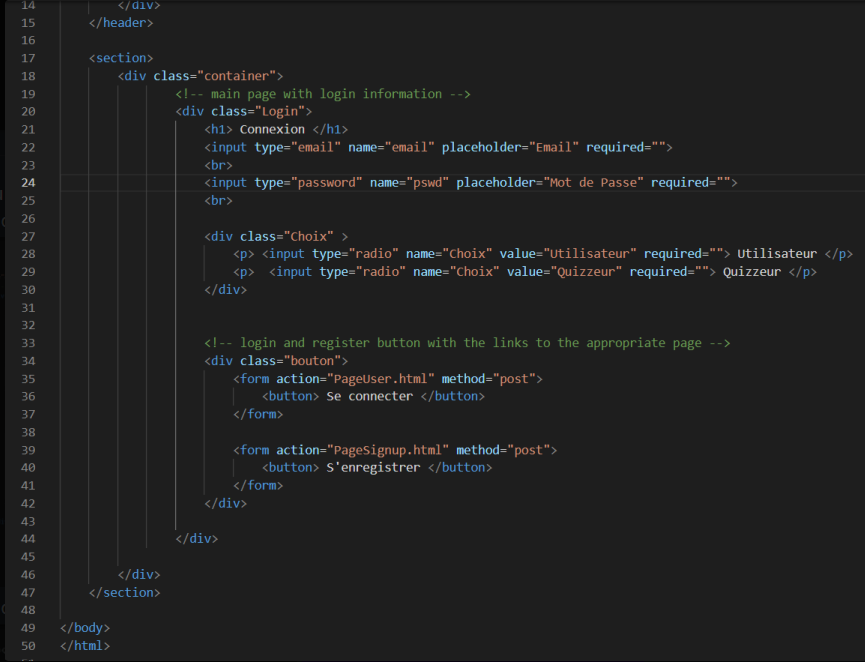 14 </div>
15 </header>
16
17 <section>
18 <div class="container">
19 <!-- main page with login information -->
20 <div class="Login">
21 <h1> Connexion </h1>
22 <input type="email" name="email" placeholder="Email" required="">
23 <br>
24 <input type="password" name="pswd" placeholder="Mot de Passe" required="">
25 <br>
26
27 <div class="Choix" >
28 <p> <input type="radio" name="Choix" value="Utilisateur" required=""> Utilisateur </p>
29 <p>  <input type="radio" name="Choix" value="Quizzeur" required=""> Quizzeur </p>
30 </div>
31
32
33 <!-- login and register button with the links to the appropriate page -->
34 <div class="bouton">
35 <form action="PageUser.html" method="post">
36 <button> Se connecter </button>
37 </form>
38
39 <form action="PageSignup.html" method="post">
40 <button> S'enregistrer </button>
41 </form>
42 </div>
43
44 </div>
45
46 </div>
47 </section>
48
49 </body>
50 </html>